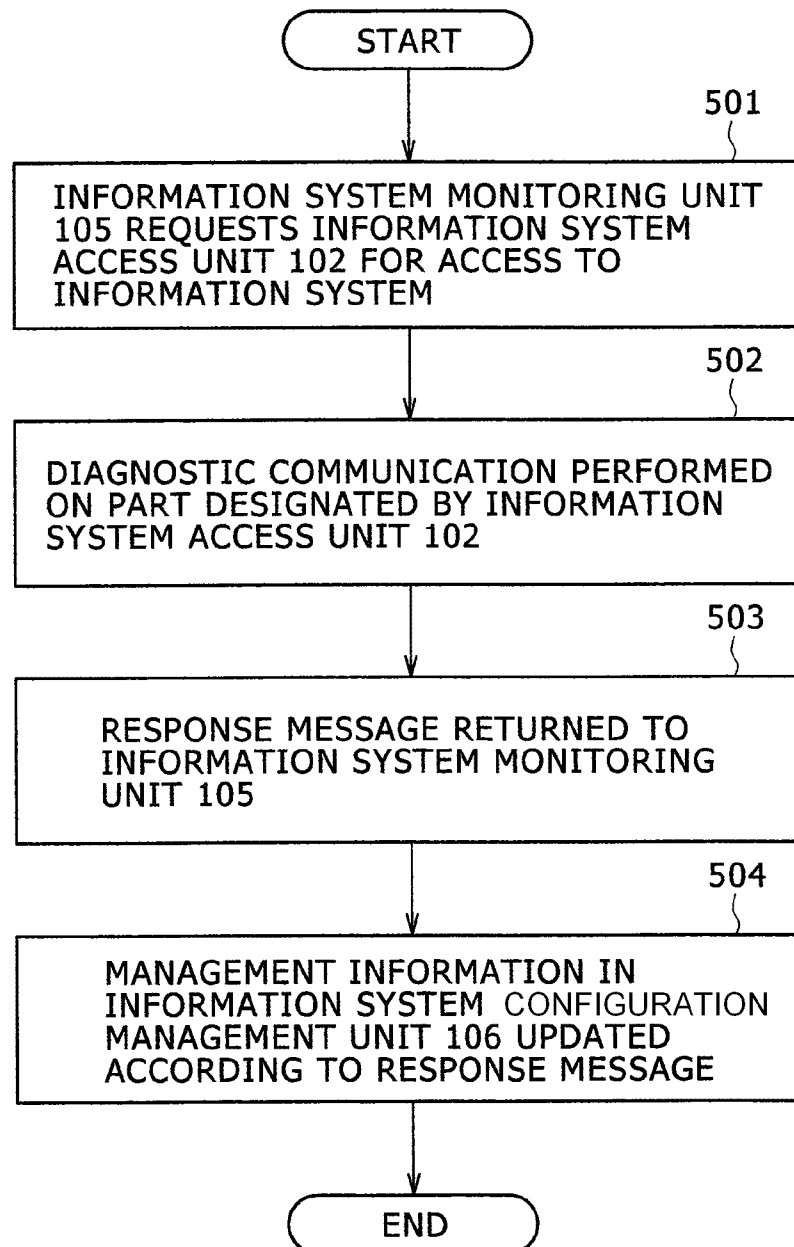 START
501
INFORMATION SYSTEM MONITORING UNIT
105 REQUESTS INFORMATION SYSTEM
ACCESS UNIT 102 FOR ACCESS TO
INFORMATION SYSTEM
502
DIAGNOSTIC COMMUNICATION PERFORMED
ON PART DESIGNATED BY INFORMATION
SYSTEM ACCESS UNIT 102
503
RESPONSE MESSAGE RETURNED TO
INFORMATION SYSTEM MONITORING
UNIT 105
504
MANAGEMENT INFORMATION IN
INFORMATION SYSTEM CONFIGURATION
MANAGEMENT UNIT 106 UPDATED
ACCORDING TO RESPONSE MESSAGE
END